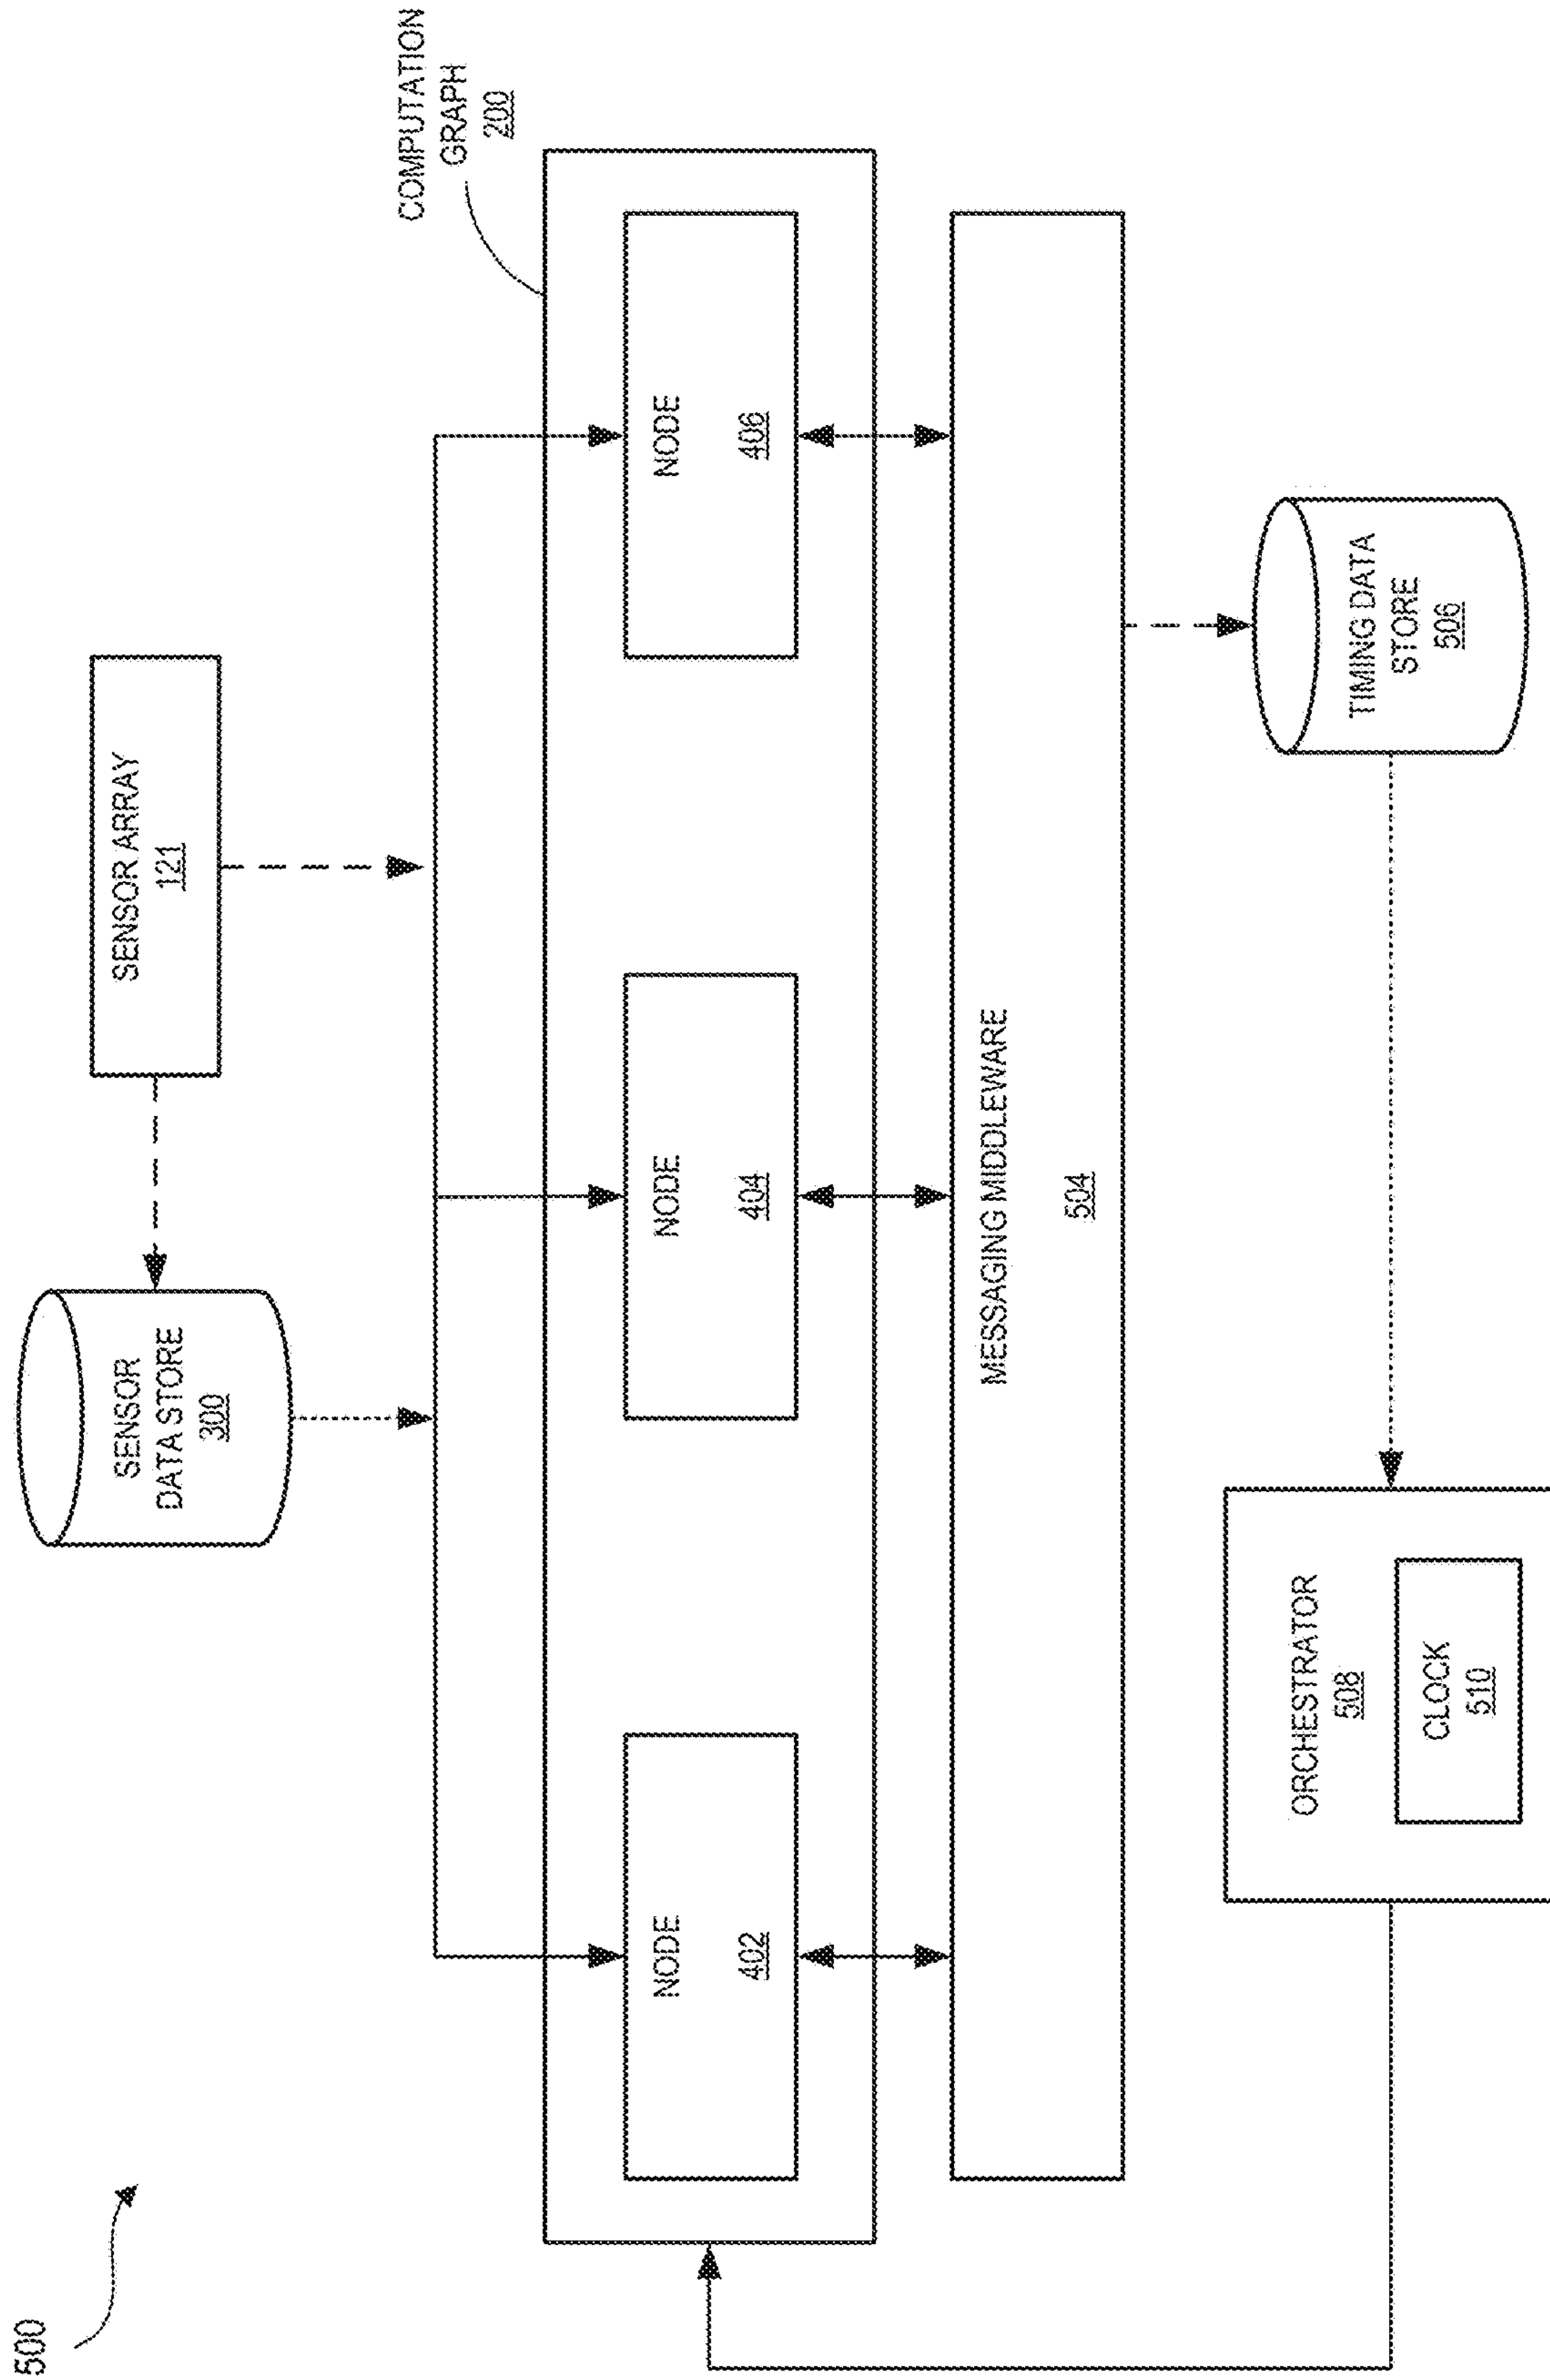 500
SENSOR
DATA STORE
300
SENSOR ARRAY
121
COMPUTATION
GRAPH
200
NODE
402
NODE
404
NODE
406
MESSAGING MIDDLEWARE
504
ORCHESTRATOR
508
CLOCK
510
TIMING DATA
STORE
506